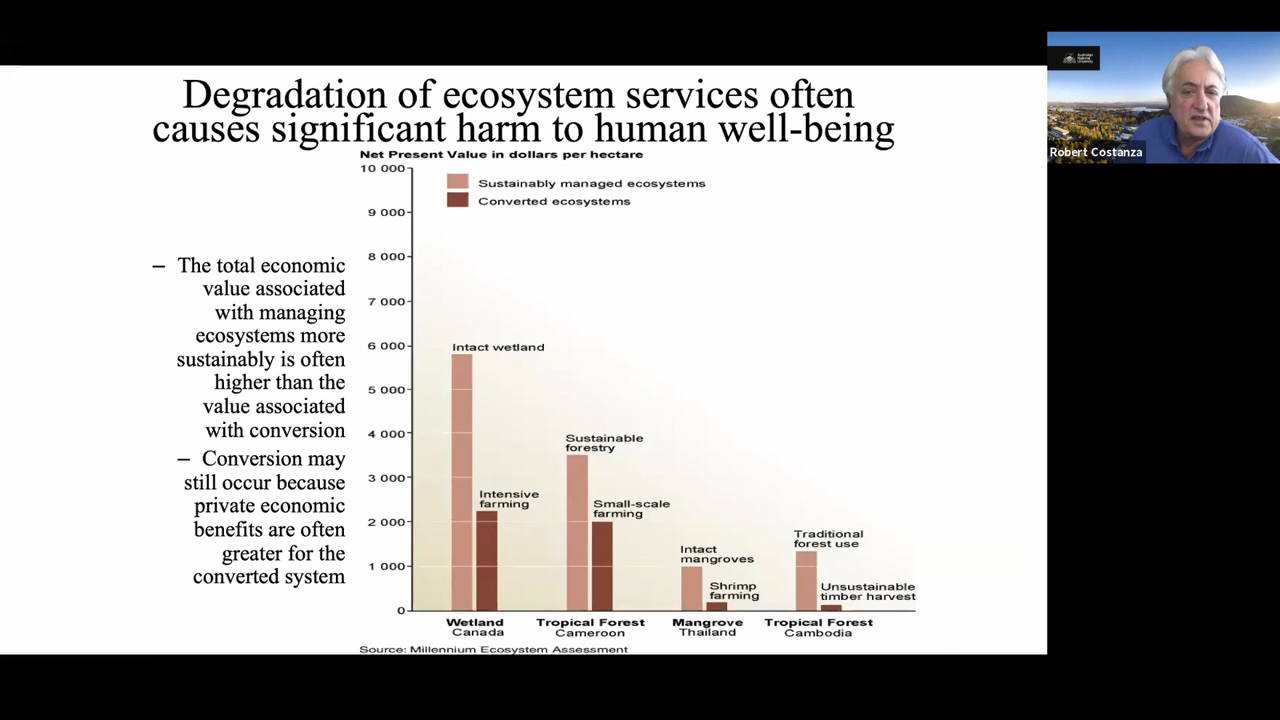 Degradation of ecosystem services often
causes significant harm to human well-being
– The total economic
value associated
with managing
ecosystems more
sustainably is often
higher than the
value associated
with conversion
– Conversion may
still occur because
private economic
benefits are often
greater for the
converted system
Net Present Value in dollars per hectare
10 000
9 000
8 000
7 000
6 000
5 000
4 000
3 000
2 000
1 000
0
Sustainably managed ecosystems
Converted ecosystems
Intact wetland
Intensive
farming
Sustainable
forestry
Small-scale
farming
Intact
mangroves
Shrimp
farming
Traditional
forest use
Unsustainable
timber harvest
Wetland
Canada
Tropical Forest
Cameroon
Mangrove
Thailand
Tropical Forest
Cambodia
Source: Millennium Ecosystem Assessment
Australian
National
University
Robert Costanza